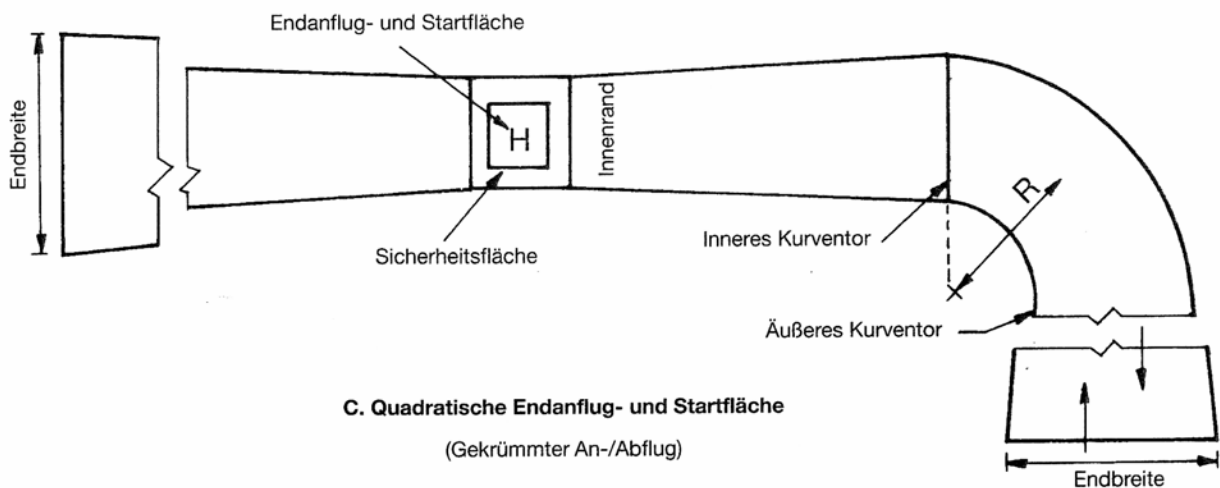 Endanflug- und Startfläche
Endbreite
H
Innenrand
R
Inneres Kurventor
Sicherheitsfläche
Äußeres Kurventor
C. Quadratische Endanflug- und Startfläche
(Gekrümmter An-/Abflug)
Endbreite